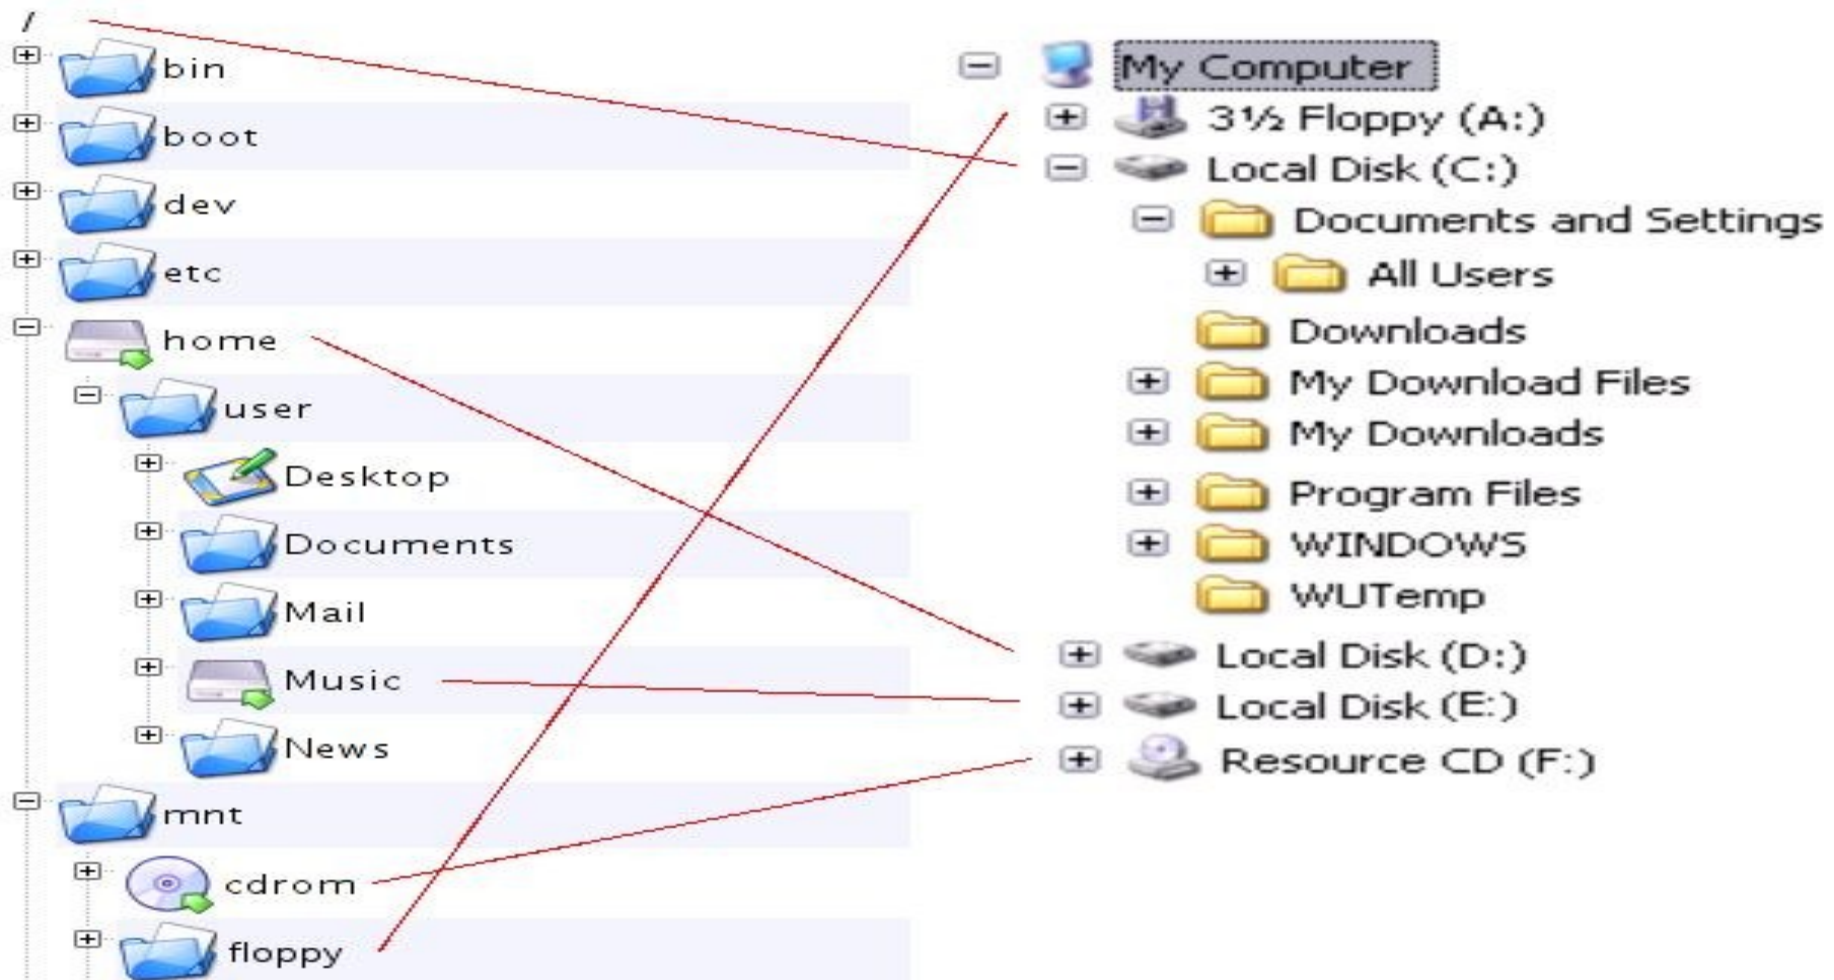 /
bin
boot
dev
etc
home
user
Desktop
Documents
Mail
Music
News
mnt
cdrom
floppy
My Computer
3½ Floppy (A:)
Local Disk (C:)
Documents and Settings
All Users
Downloads
My Download Files
My Downloads
Program Files
WINDOWS
WUTemp
Local Disk (D:)
Local Disk (E:)
Resource CD (F:)